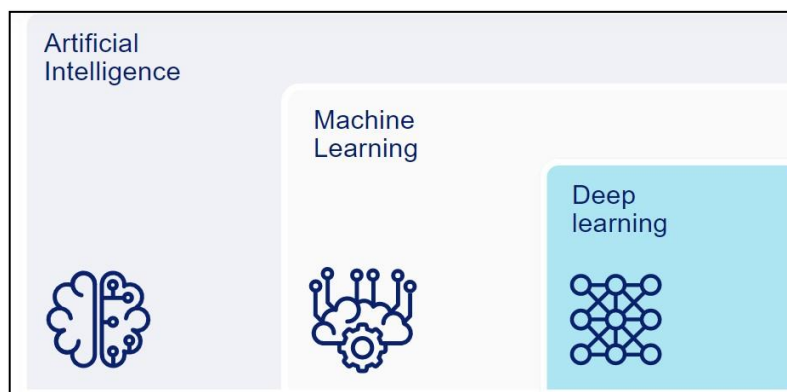 Artificial
Intelligence
Machine
Learning
Deep
learning